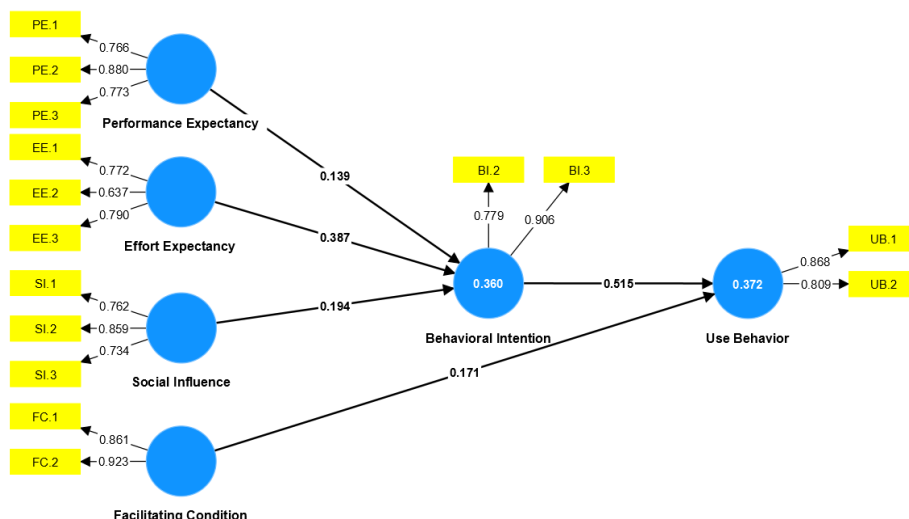 PE.1
0.766
PE.2
0.880
0.773
PE.3
Performance Expectancy
EE.1
0.772
EE.2
0.637
0.790
EE.3
Effort Expectancy
SI.1
0.762
SI.2
0.859
0.734
SI.3
Social Influence
FC.1
0.861
FC.2
0.923
Facilitating Condition
0.139
0.387
0.194
BI.2
BI.3
0.779
0.906
0.360
Behavioral Intention
0.515
0.171
0.372
Use Behavior
UB.1
0.868
0.809
UB.2